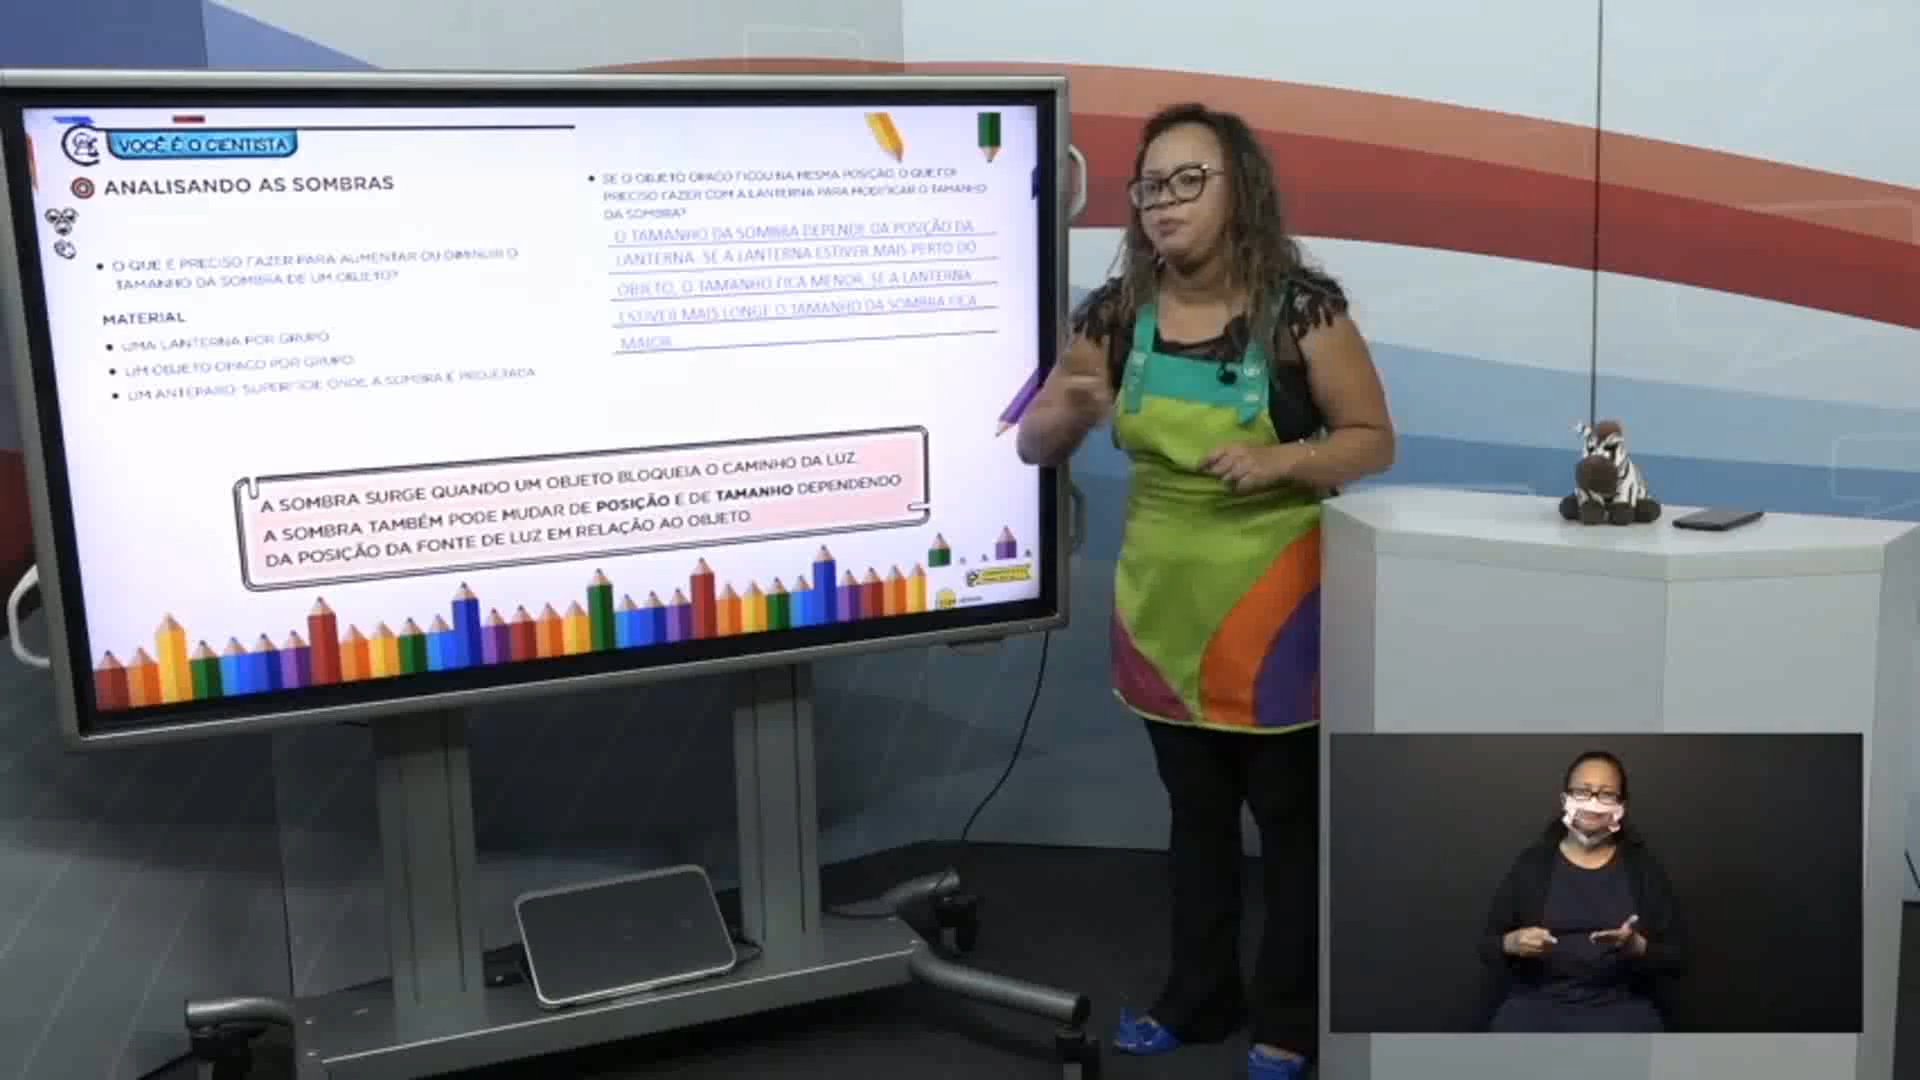 VOCÊ É O CIENTISTA
ANALISANDO AS SOMBRAS
O QUE É PRECISO FAZER PARA AUMENTAR OU DIMINUIR O
TAMANHO DA SOMBRA DE UM OBJETO?
MATERIAL
UMA LANTERNA POR GRUPO
UM OBJETO OPACO POR GRUPO
UM ANTEPARO: SUPERFÍCIE ONDE A SOMBRA É PROJETADA
SE O OBJETO OPACO FICOU NA MESMA POSIÇÃO, O QUE FOI
PRECISO FAZER COM A LANTERNA PARA MODIFICAR O TAMANHO
DA SOMBRA?
O TAMANHO DA SOMBRA DEPENDE DA POSIÇÃO DA
LANTERNA. SE A LANTERNA ESTIVER MAIS PERTO DO
OBJETO, O TAMANHO FICA MENOR. SE A LANTERNA
ESTIVER MAIS LONGE O TAMANHO DA SOMBRA FICA
MAIOR.
A SOMBRA SURGE QUANDO UM OBJETO BLOQUEIA O CAMINHO DA LUZ.
A SOMBRA TAMBÉM PODE MUDAR DE POSIÇÃO E DE TAMANHO DEPENDENDO
DA POSIÇÃO DA FONTE DE LUZ EM RELAÇÃO AO OBJETO.